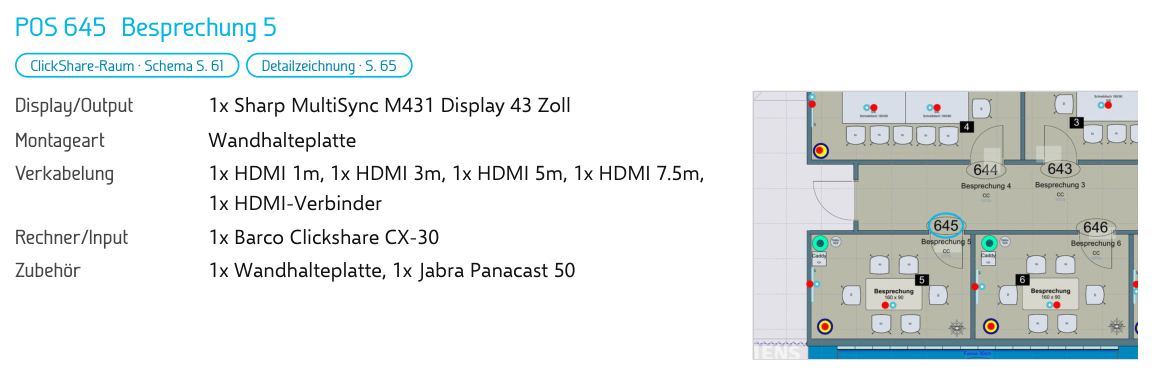 POS 645 Besprechung 5
ClickShare-Raum · Schema S. 61
Detailzeichnung · S. 65
Display/Output 1x Sharp MultiSync M431 Display 43 Zoll
Montageart Wandhalteplatte
Verkabelung 1x HDMI 1m, 1x HDMI 3m, 1x HDMI 5m, 1x HDMI 7.5m,
1x HDMI-Verbinder
Rechner/Input 1x Barco Clickshare CX-30
Zubehör 1x Wandhalteplatte, 1x Jabra Panacast 50
4
3
644
643
Besprechung 4
Besprechung 3
CC
CC
645
646
Besprechung 5
Besprechung 6
CC
CC
Caddy
Caddy
5
6
Besprechung
160 x 90
Besprechung
160 x 90
IENS